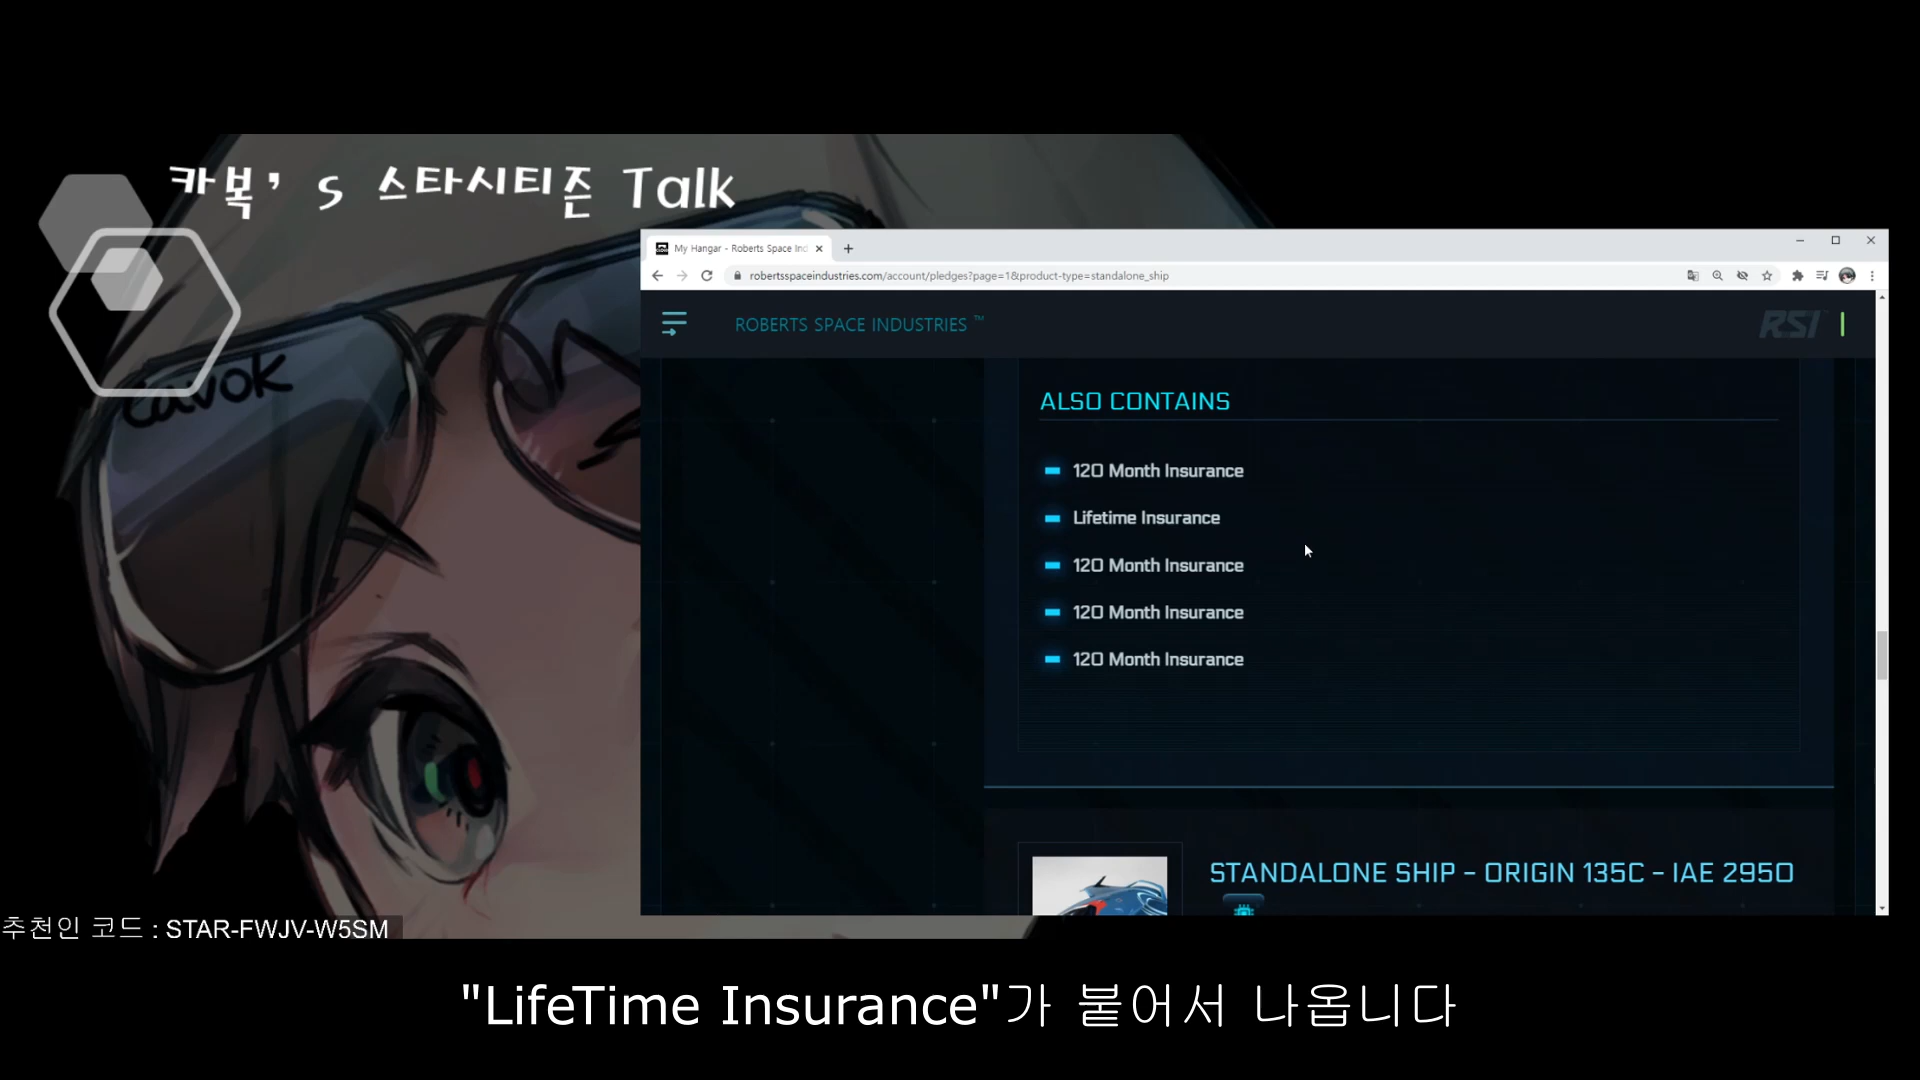 카복's 스타시티즌 Talk
cavok
My Hangar - Roberts Space Ind
robertsspaceindustries.com/account/pledges?page=1&product-type=standalone_ship
ROBERTS SPACE INDUSTRIES ™
RSI
ALSO CONTAINS
120 Month Insurance
Lifetime Insurance
120 Month Insurance
120 Month Insurance
120 Month Insurance
STANDALONE SHIP - ORIGIN 135C - IAE 2950
추천인 코드 : STAR-FWJV-W5SM
"LifeTime Insurance"가 붙어서 나옵니다